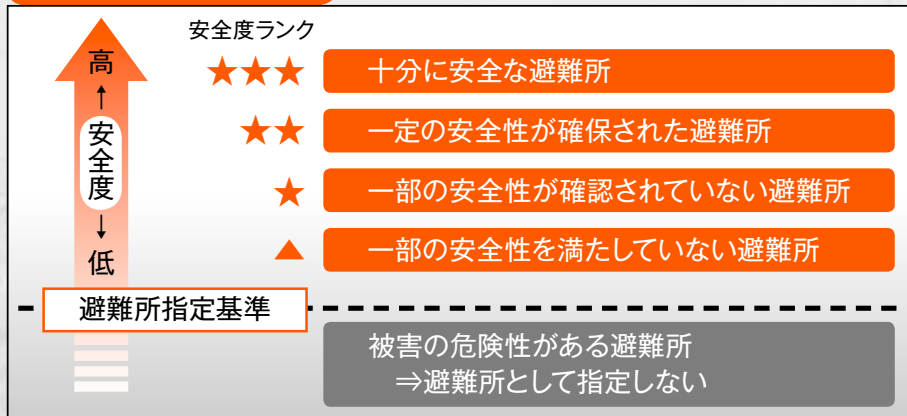 安全度ランク
高
↑
安全度
↓
低
★★★ 十分に安全な避難所
★★ 一定の安全性が確保された避難所
★ 一部の安全性が確認されていない避難所
▲ 一部の安全性を満たしていない避難所
避難所指定基準
被害の危険性がある避難所
⇒避難所として指定しない